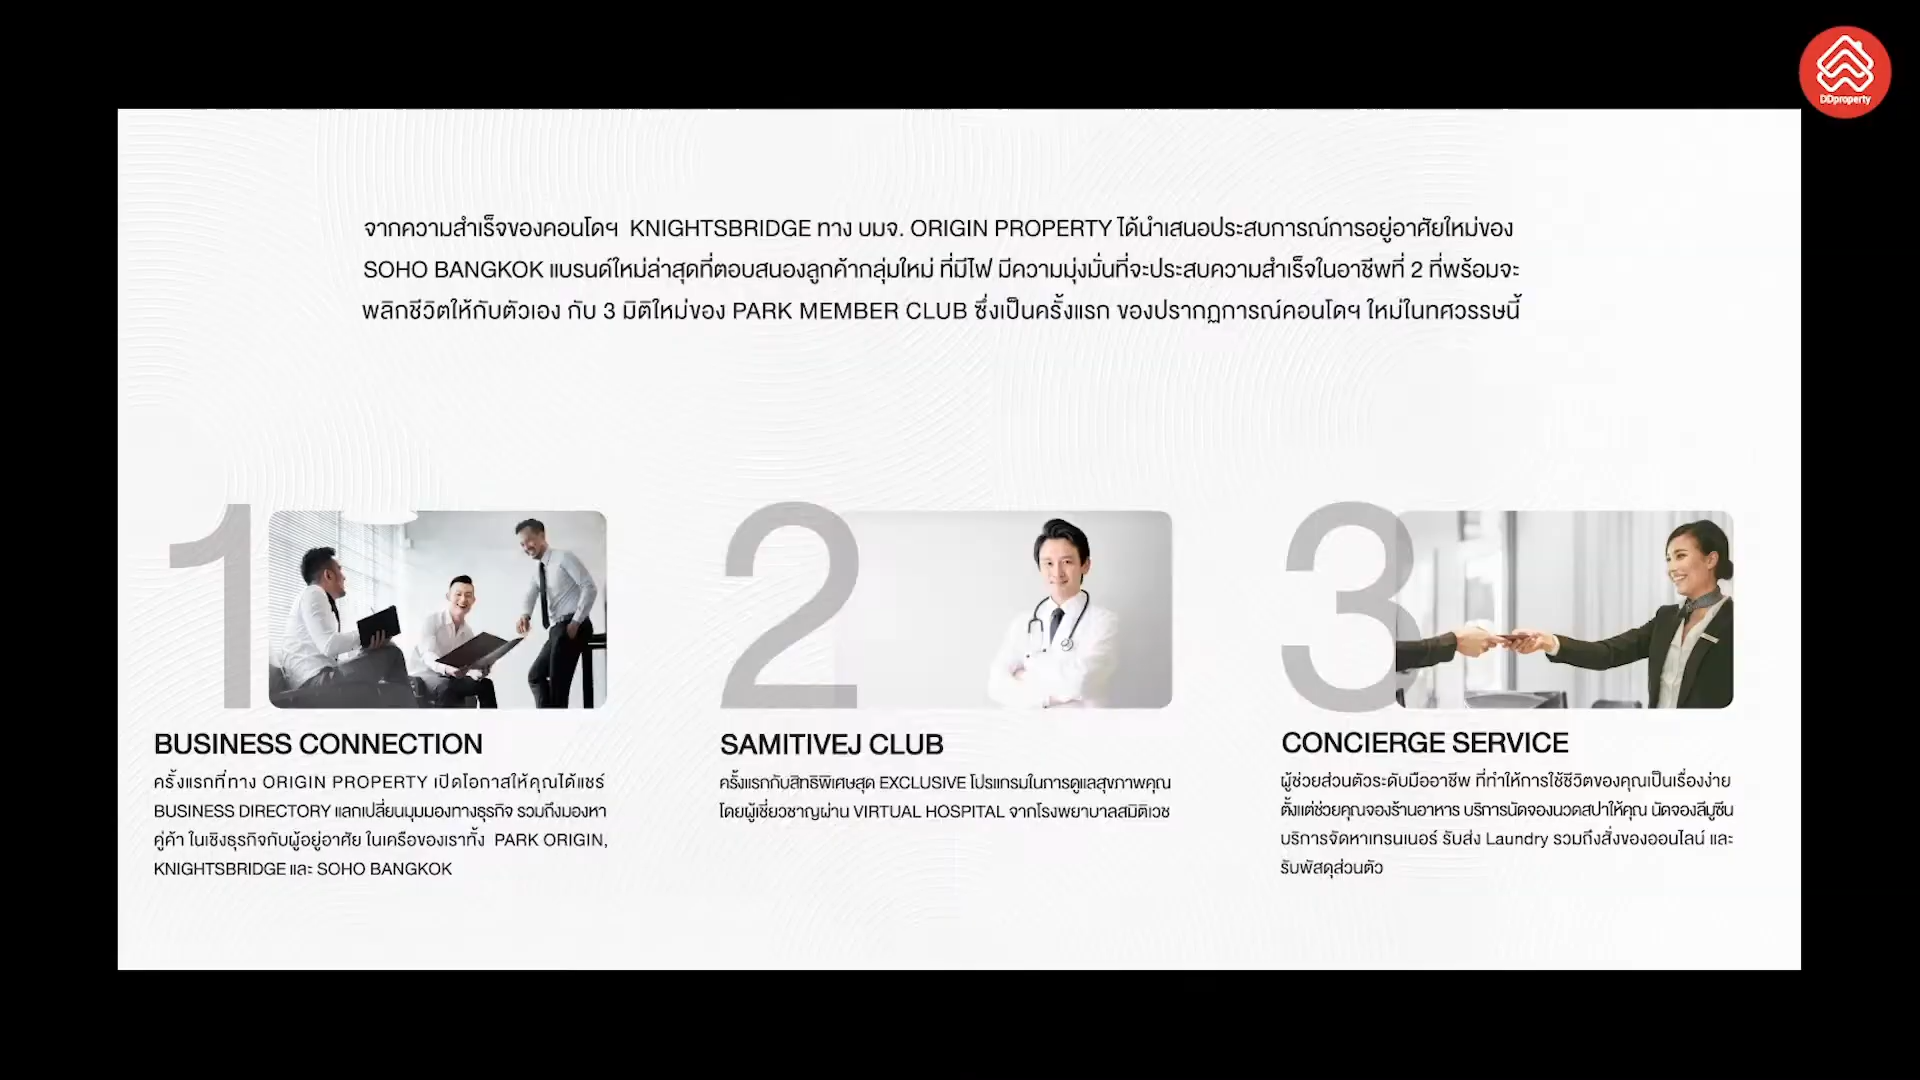 DDproperty
จากความสำเร็จของคอนโดฯ KNIGHTSBRIDGE ทาง บมจ. ORIGIN PROPERTY ได้นำเสนอประสบการณ์การอยู่อาศัยใหม่ของ
SOHO BANGKOK แบรนด์ใหม่ล่าสุดที่ตอบสนองลูกค้ากลุ่มใหม่ ที่มีไฟ มีความมุ่งมั่นที่จะประสบความสำเร็จในอาชีพที่ 2 ที่พร้อมจะ
พลิกชีวิตให้กับตัวเอง กับ 3 มิติใหม่ของ PARK MEMBER CLUB ซึ่งเป็นครั้งแรก ของปรากฏการณ์คอนโดฯ ใหม่ในทศวรรษนี้
1
BUSINESS CONNECTION
ครั้งแรกที่ทาง ORIGIN PROPERTY เปิดโอกาสให้คุณได้แชร์
BUSINESS DIRECTORY แลกเปลี่ยนมุมมองทางธุรกิจ รวมถึงมองหา
คู่ค้า ในเชิงธุรกิจกับผู้อยู่อาศัย ในเครือของเราทั้ง PARK ORIGIN,
KNIGHTSBRIDGE และ SOHO BANGKOK
2
SAMITIVEJ CLUB
ครั้งแรกกับสิทธิพิเศษสุด EXCLUSIVE โปรแกรมในการดูแลสุขภาพคุณ
โดยผู้เชี่ยวชาญผ่าน VIRTUAL HOSPITAL จากโรงพยาบาลสมิติเวช
3
CONCIERGE SERVICE
ผู้ช่วยส่วนตัวระดับมืออาชีพ ที่ทำให้การใช้ชีวิตของคุณเป็นเรื่องง่าย
ตั้งแต่ช่วยคุณจองร้านอาหาร บริการนัดจองนวดสปาให้คุณ นัดจองลีมูซีน
บริการจัดหาเทรนเนอร์ รับส่ง Laundry รวมถึงสั่งของออนไลน์ และ
รับพัสดุส่วนตัว